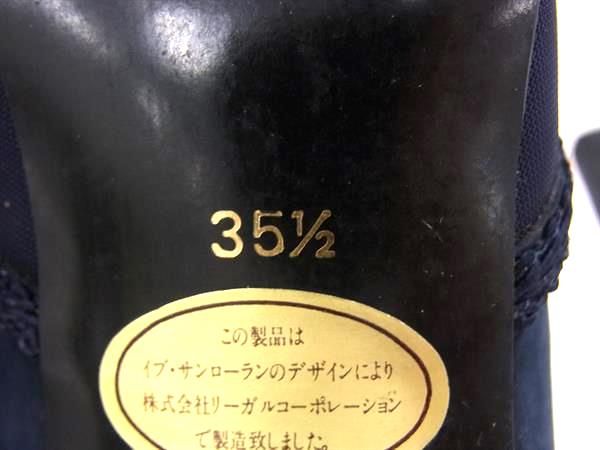 35½
この製品は
イブ・サンローランのデザインにより
株式会社リーガルコーポレーション
で製造致しました。